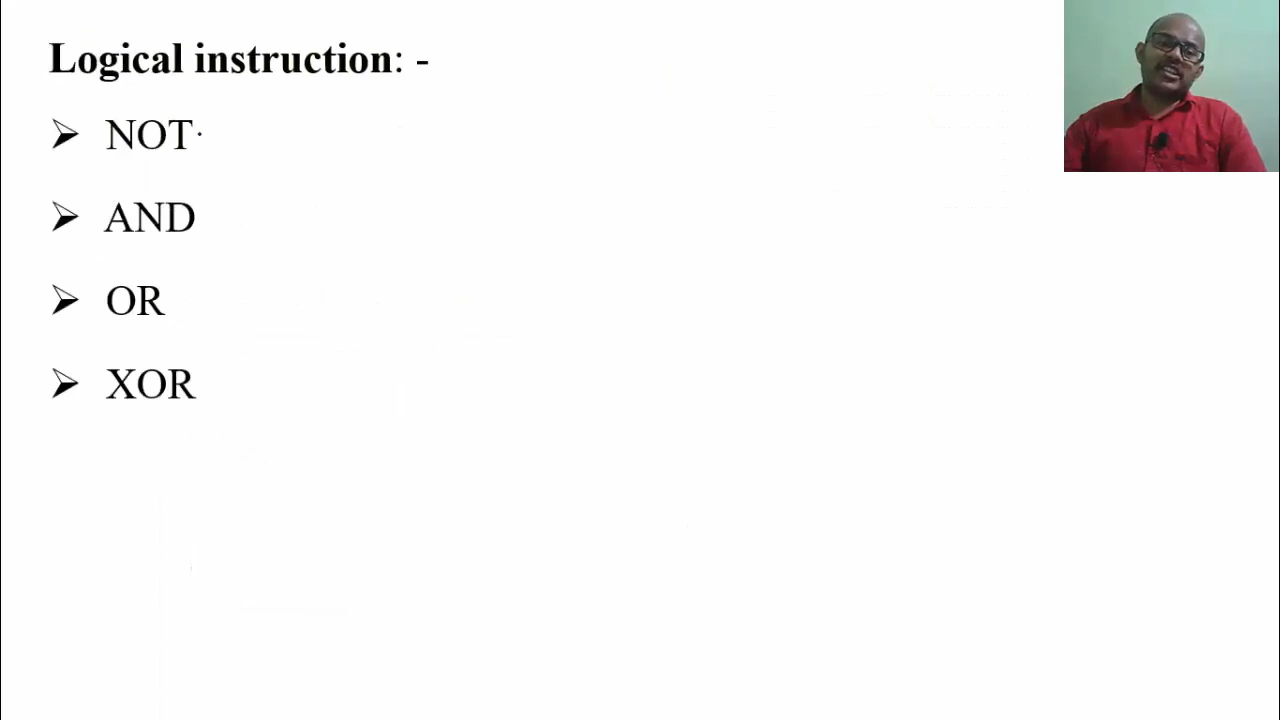 Logical instruction: -
➢ NOT
➢ AND
➢ OR
➢ XOR